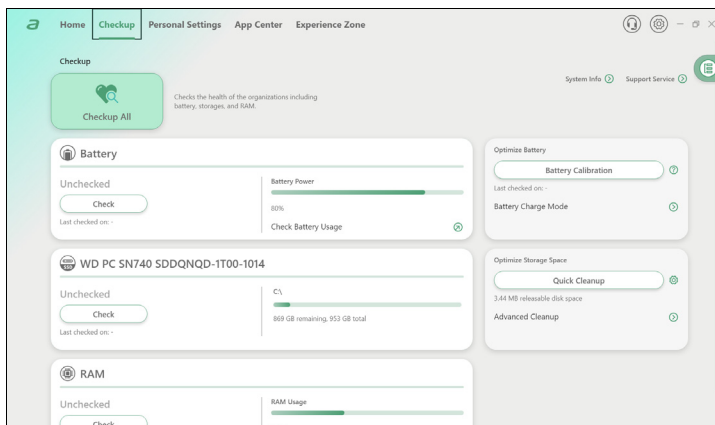 Home Checkup Personal Settings App Center Experience Zone
Checkup
System Info Support Service
Checkup All
Checks the health of the organizations including
battery, storages, and RAM.
Battery
Unchecked
Check
Last checked on: -
Battery Power
80%
Check Battery Usage
Optimize Battery
Battery Calibration
Last checked on: -
Battery Charge Mode
WD PC SN740 SDDQNQD-1T00-1014
Unchecked
Check
Last checked on: -
C:\
869 GB remaining, 953 GB total
Optimize Storage Space
Quick Cleanup
3.44 MB releasable disk space
Advanced Cleanup
RAM
Unchecked
Check
RAM Usage